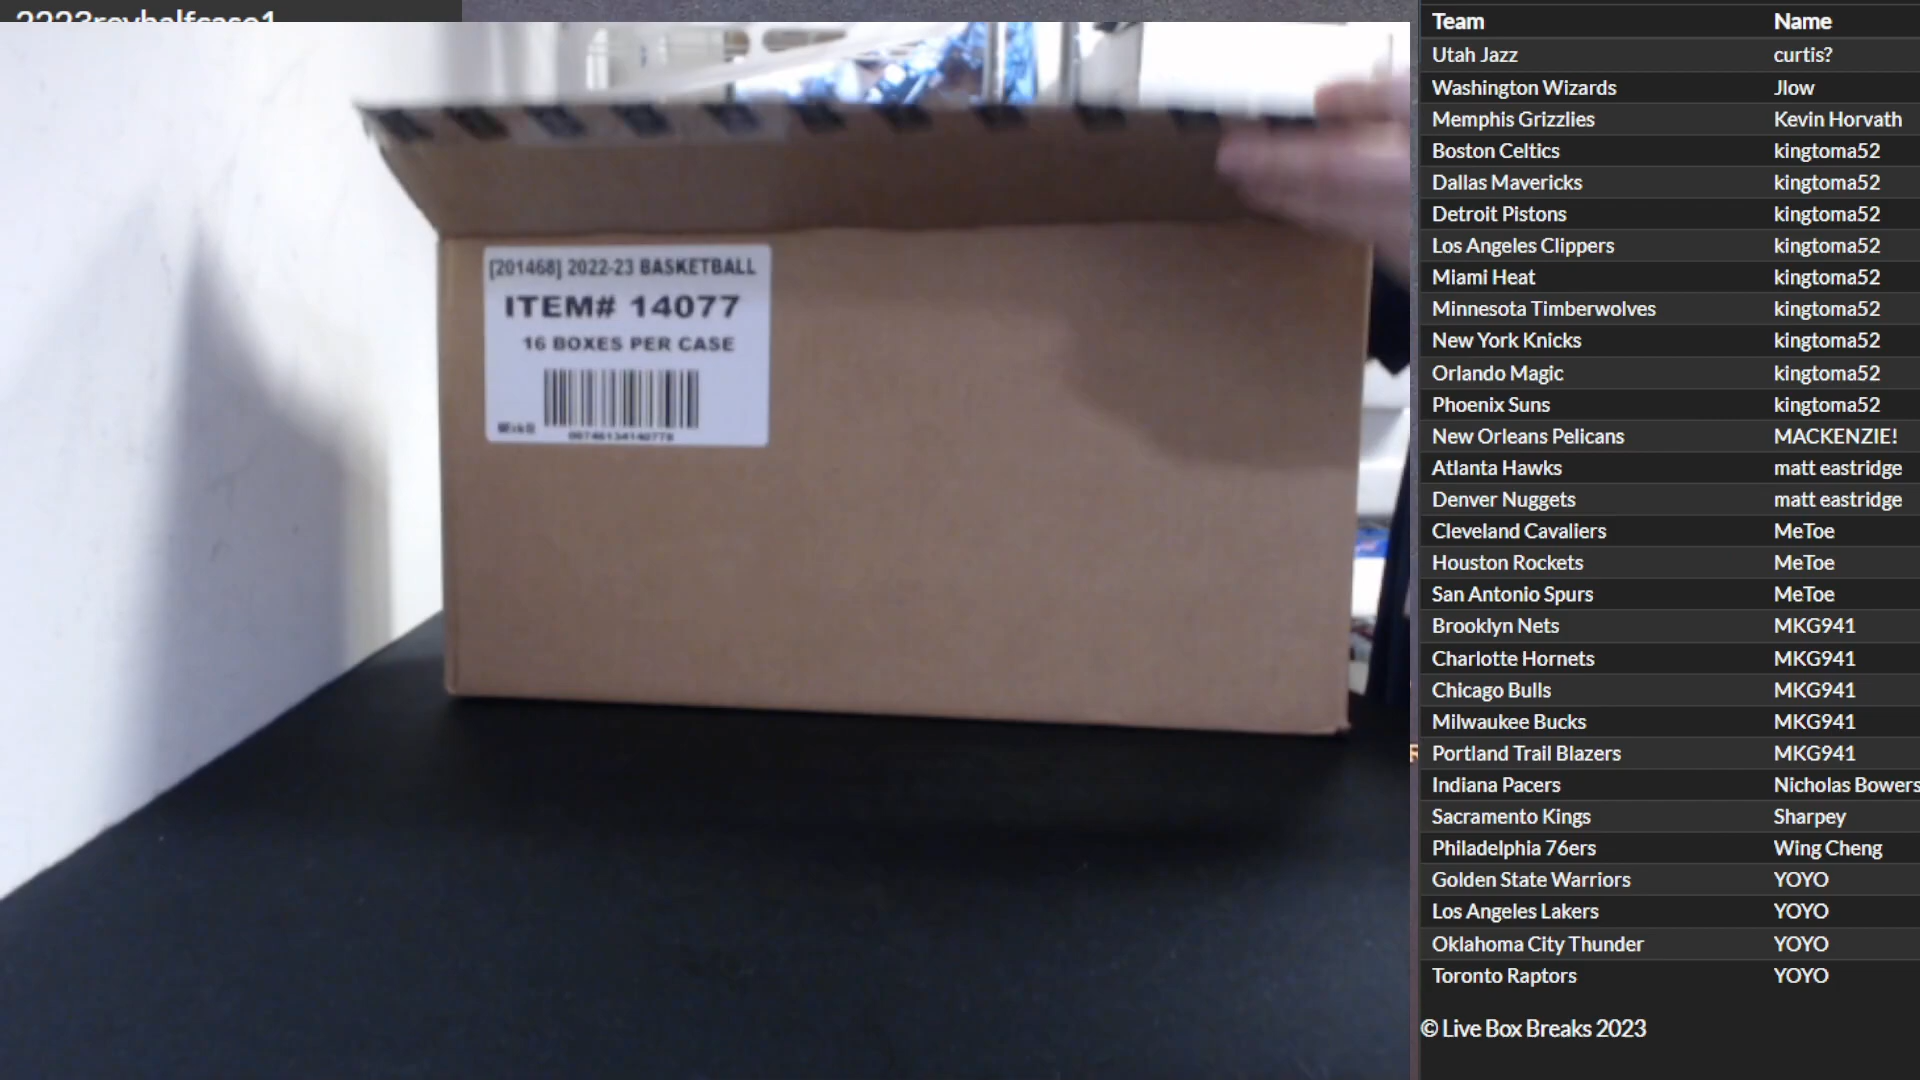 [201468] 2022-23 BASKETBALL
ITEM# 14077
16 BOXES PER CASE
Team Name
Utah Jazz curtis?
Washington Wizards Jlow
Memphis Grizzlies Kevin Horvath
Boston Celtics kingtoma52
Dallas Mavericks kingtoma52
Detroit Pistons kingtoma52
Los Angeles Clippers kingtoma52
Miami Heat kingtoma52
Minnesota Timberwolves kingtoma52
New York Knicks kingtoma52
Orlando Magic kingtoma52
Phoenix Suns kingtoma52
New Orleans Pelicans MACKENZIE!
Atlanta Hawks matt eastridge
Denver Nuggets matt eastridge
Cleveland Cavaliers MeToe
Houston Rockets MeToe
San Antonio Spurs MeToe
Brooklyn Nets MKG941
Charlotte Hornets MKG941
Chicago Bulls MKG941
Milwaukee Bucks MKG941
Portland Trail Blazers MKG941
Indiana Pacers Nicholas Bowers
Sacramento Kings Sharpey
Philadelphia 76ers Wing Cheng
Golden State Warriors YOYO
Los Angeles Lakers YOYO
Oklahoma City Thunder YOYO
Toronto Raptors YOYO
© Live Box Breaks 2023